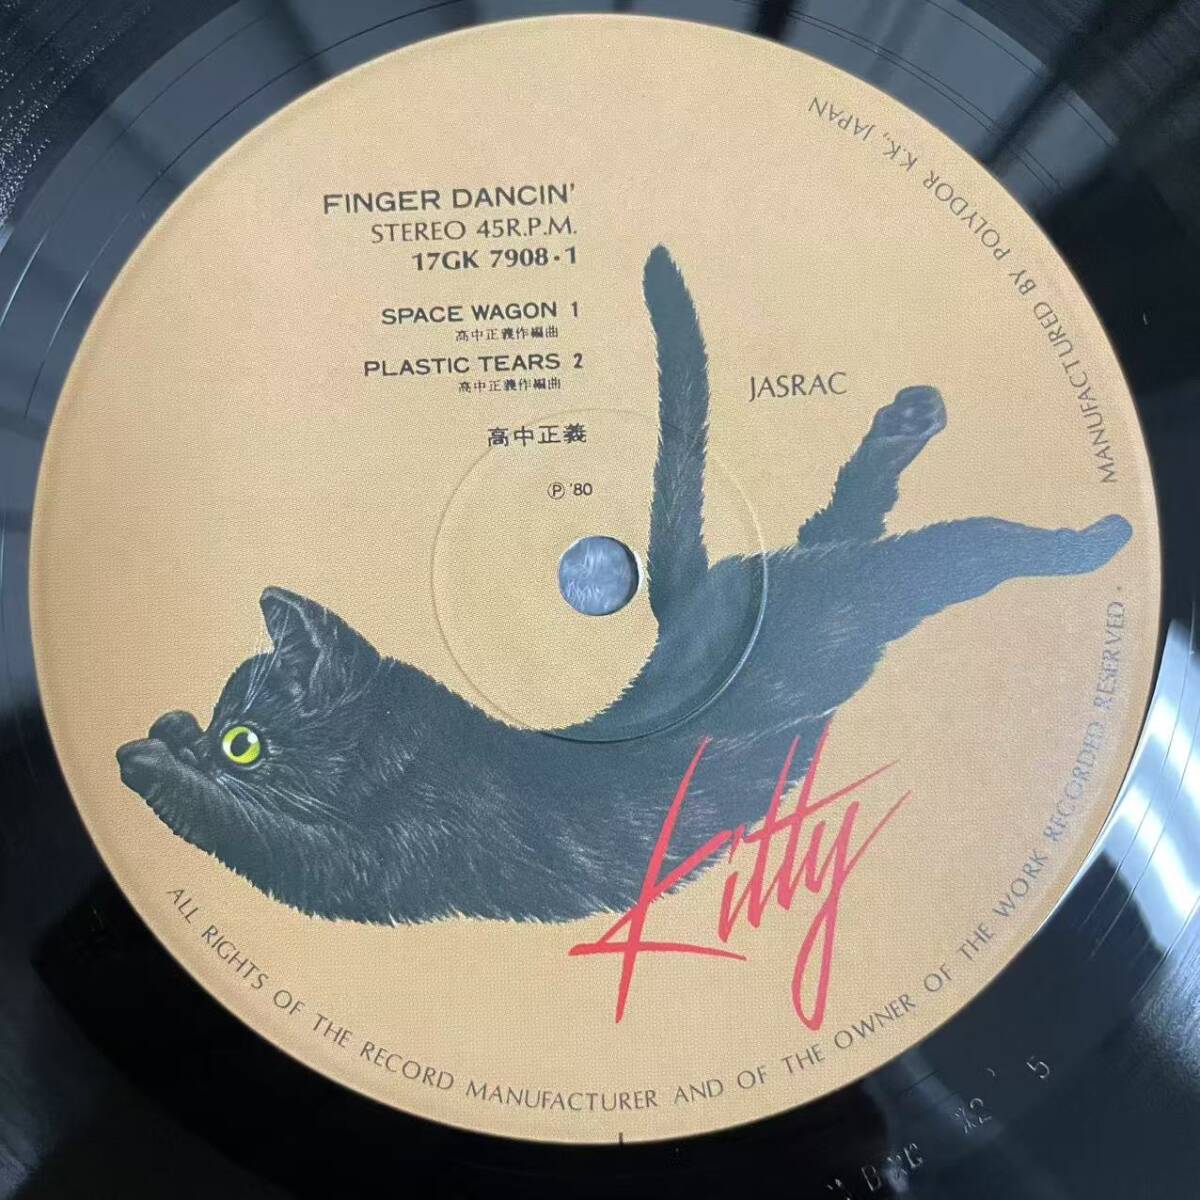 FINGER DANCIN'
STEREO 45R.P.M.
17GK 7908・1
SPACE WAGON 1
高中正義作編曲
PLASTIC TEARS 2
高中正義作編曲
高中正義
Ⓟ '80
JASRAC
Kitty
MANUFACTURED BY POLYDOR K.K., JAPAN
ALL RIGHTS OF THE RECORD MANUFACTURER AND OF THE OWNER OF THE WORK RECORDED RESERVED ·